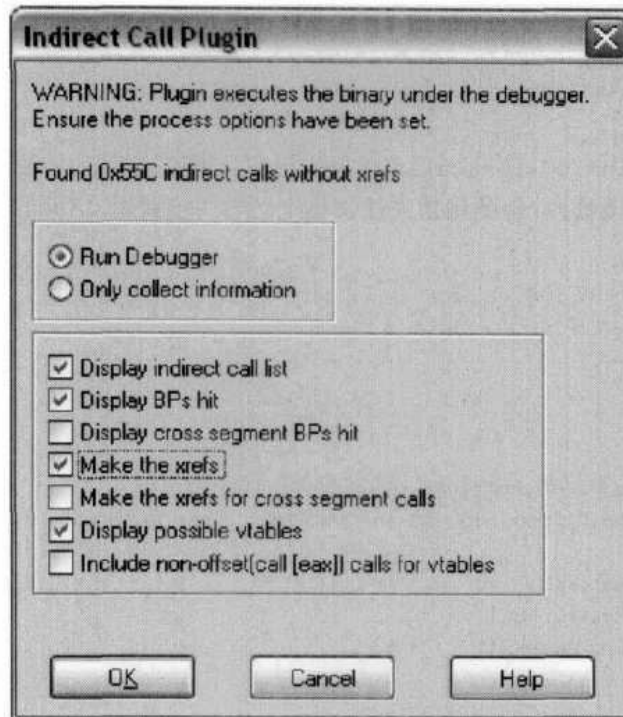 Indirect Call Plugin
WARNING: Plugin executes the binary under the debugger.
Ensure the process options have been set.
Found 0x55C indirect calls without xrefs
Run Debugger
Only collect information
Display indirect call list
Display BPs hit
Display cross segment BPs hit
Make the xrefs
Make the xrefs for cross segment calls
Display possible vtables
Include non-offset(call [eax]) calls for vtables
OK
Cancel
Help